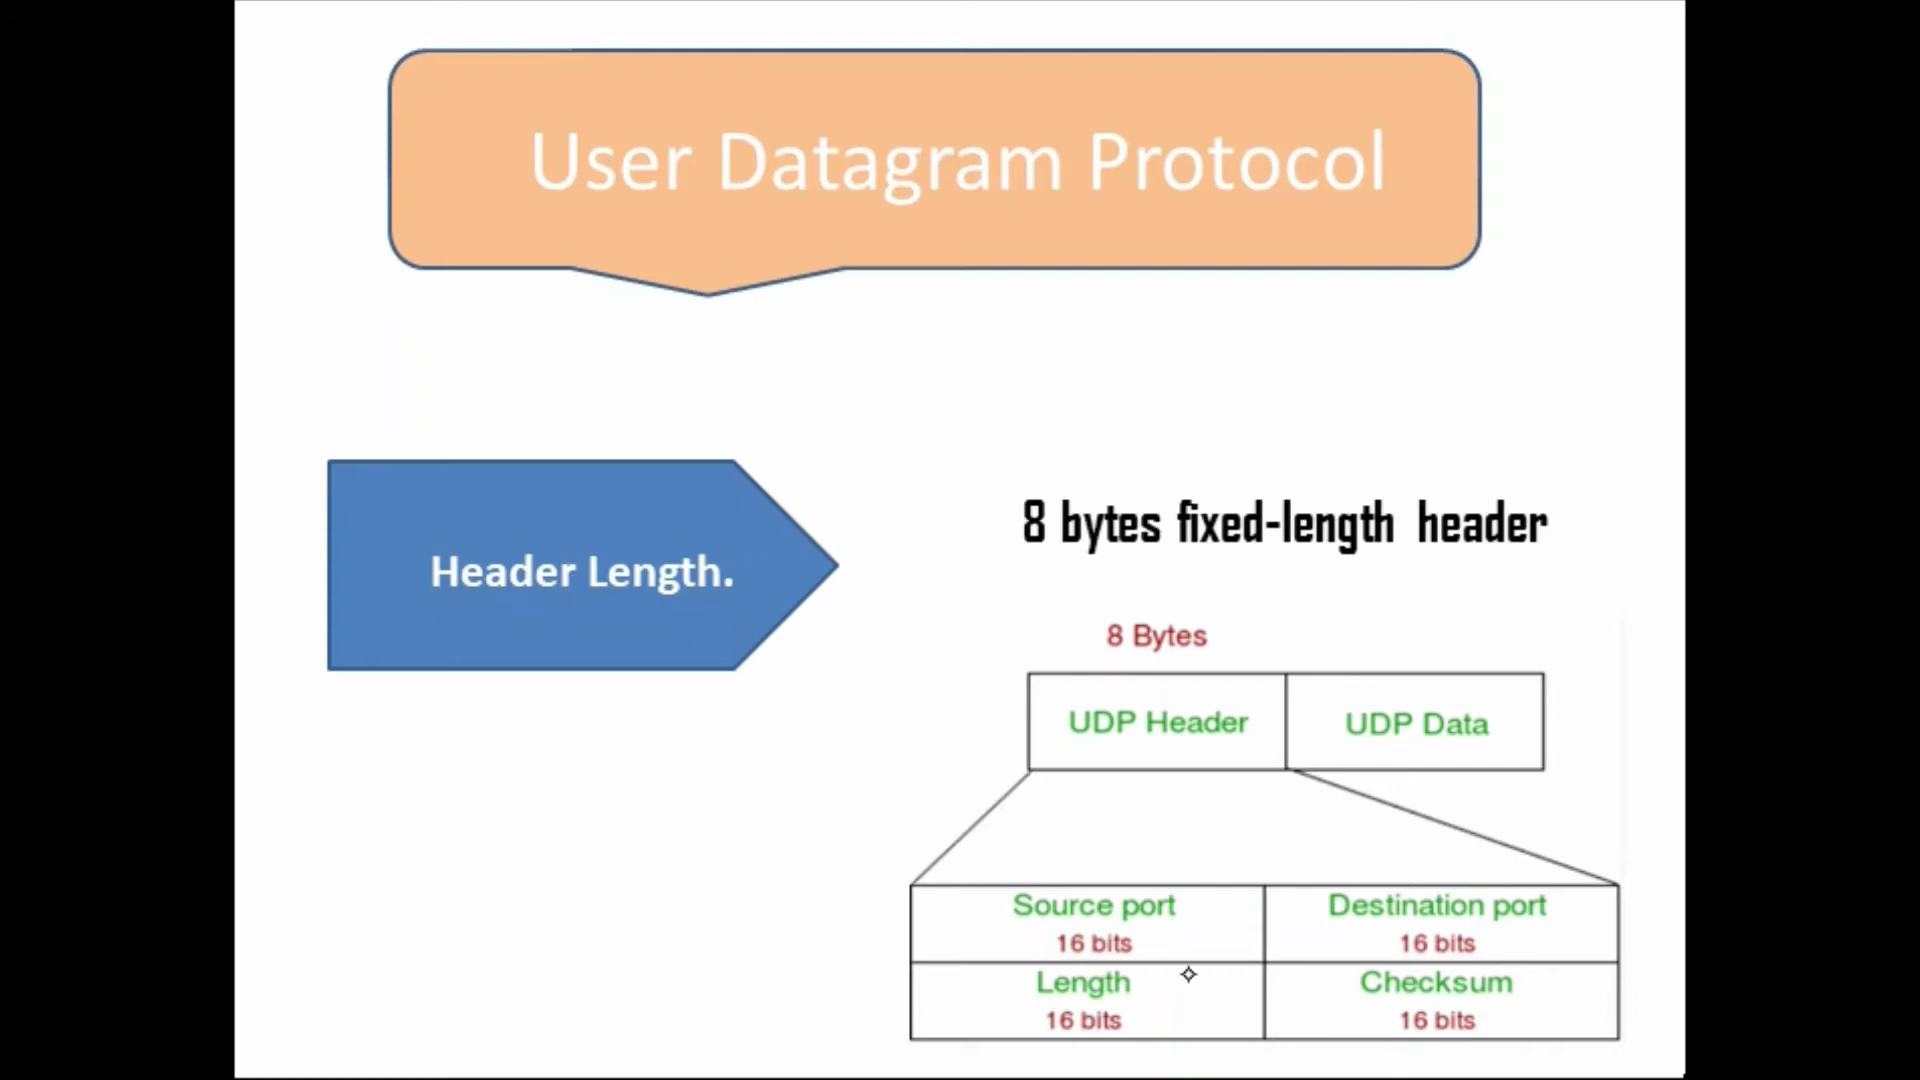 User Datagram Protocol
Header Length.
8 bytes fixed-length header
8 Bytes
UDP Header
UDP Data
Source port
16 bits
Destination port
16 bits
Length
16 bits
Checksum
16 bits